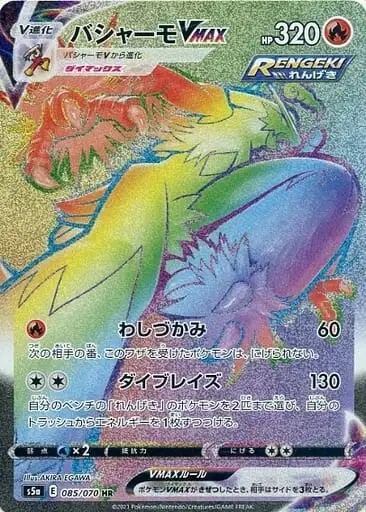 V進化
バシャーモVMAX
HP320
バシャーモVから進化
ダイマックス
RENGEKI
れんげき
わしづかみ 60
次の相手の番、このワザを受けたポケモンは、にげられない。
ダイブレイズ 130
自分のベンチの「れんげき」のポケモンを2匹まで選び、自分の
トラッシュからエネルギーを1枚ずつつける。
弱点 ×2 抵抗力 にげる
Illus. AKIRA EGAWA
VMAXルール
s5a E 085/070 HR
ポケモンVMAXがきぜつしたとき、相手はサイドを3枚とる。
©2021 Pokémon/Nintendo/Creatures/GAME FREAK.